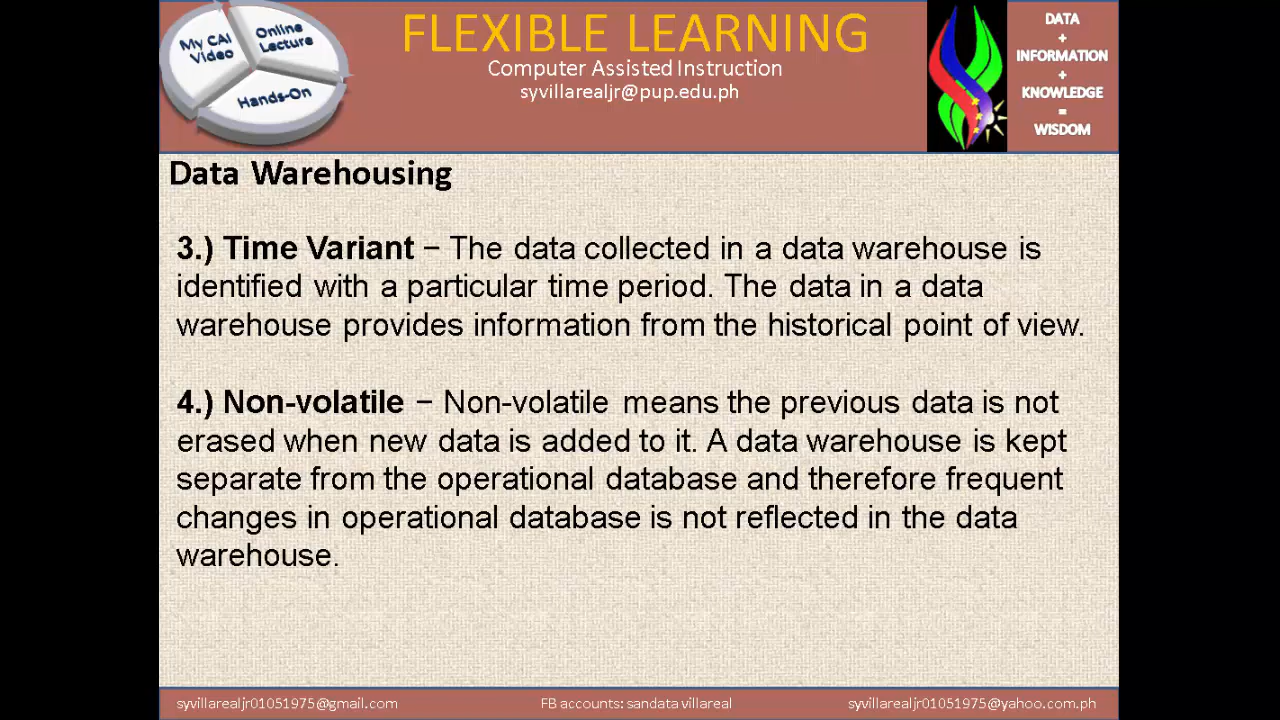 My CAI
Video
Online
Lecture
Hands-On
FLEXIBLE LEARNING
Computer Assisted Instruction
syvillarealjr@pup.edu.ph
DATA
+
INFORMATION
+
KNOWLEDGE
=
WISDOM
Data Warehousing
3.) Time Variant − The data collected in a data warehouse is
identified with a particular time period. The data in a data
warehouse provides information from the historical point of view.
4.) Non-volatile − Non-volatile means the previous data is not
erased when new data is added to it. A data warehouse is kept
separate from the operational database and therefore frequent
changes in operational database is not reflected in the data
warehouse.
syvillarealjr01051975@gmail.com
FB accounts: sandata villareal
syvillarealjr01051975@yahoo.com.ph